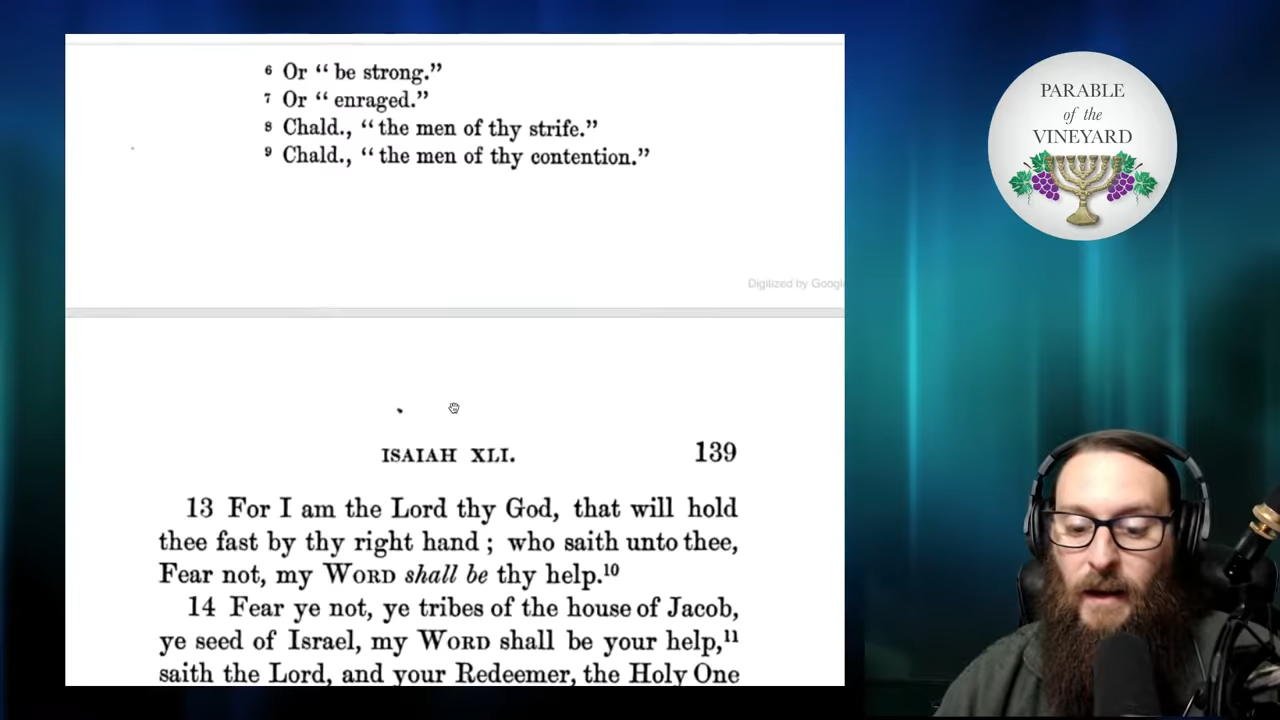 6 Or “ be strong.”
7 Or “ enraged.”
8 Chald., “ the men of thy strife.”
9 Chald., “ the men of thy contention.”
Digitized by Googl
ISAIAH XLI.
139
13 For I am the Lord thy God, that will hold
thee fast by thy right hand ; who saith unto thee,
Fear not, my WORD shall be thy help.10
14 Fear ye not, ye tribes of the house of Jacob,
ye seed of Israel, my WORD shall be your help,11
saith the Lord, and your Redeemer, the Holy One
PARABLE
of the
VINEYARD